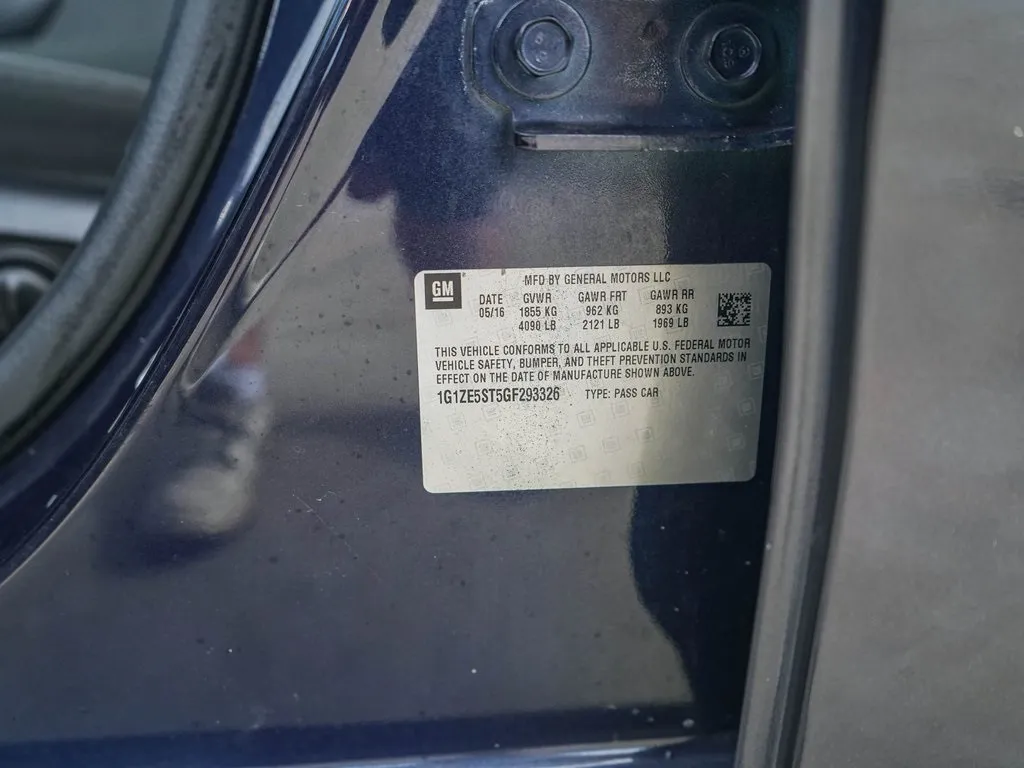 GM
MFD BY GENERAL MOTORS LLC
DATE GVWR GAWR FRT GAWR RR
05/16 1855 KG 962 KG 893 KG
4090 LB 2121 LB 1969 LB
THIS VEHICLE CONFORMS TO ALL APPLICABLE U.S. FEDERAL MOTOR
VEHICLE SAFETY, BUMPER, AND THEFT PREVENTION STANDARDS IN
EFFECT ON THE DATE OF MANUFACTURE SHOWN ABOVE.
1G1ZE5ST5GF293326 TYPE: PASS CAR